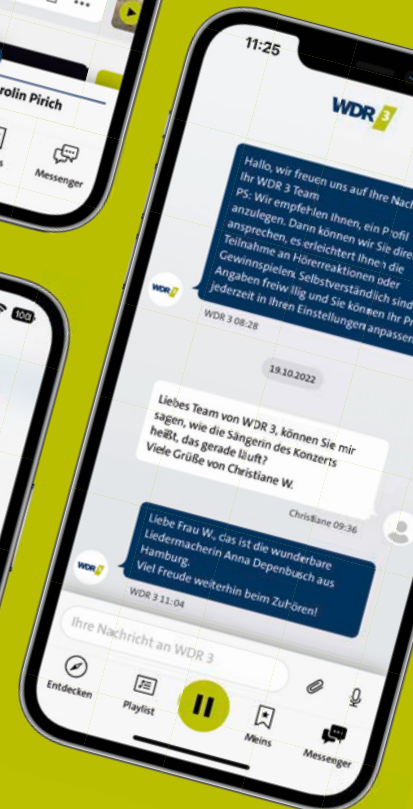 rolin Pirich
s
Messenger
100
11:25
WDR 3
Hallo, wir freuen uns auf Ihre Nach
Ihr WDR 3 Team
PS: Wir empfehlen Ihnen, ein Profil
anzulegen. Dann können wir Sie dire
ansprechen, es erleichtert Ihnen die
Teilnahme an Hörerreaktionen oder
Gewinnspielen. Selbstverständlich sind
Angaben freiwillig und Sie können Ihr Pr
jederzeit in Ihren Einstellungen anpassen
WDR 3
WDR 3 08:28
19.10.2022
Liebes Team von WDR 3, können Sie mir
sagen, wie die Sängerin des Konzerts
heißt, das gerade läuft?
Viele Grüße von Christiane W.
Christiane 09:36
Liebe Frau W., das ist die wunderbare
Liedermacherin Anna Depenbusch aus
Hamburg.
Viel Freude weiterhin beim Zuhören!
WDR 3
WDR 3 11:04
Ihre Nachricht an WDR 3
Entdecken
Playlist
Meins
Messenger